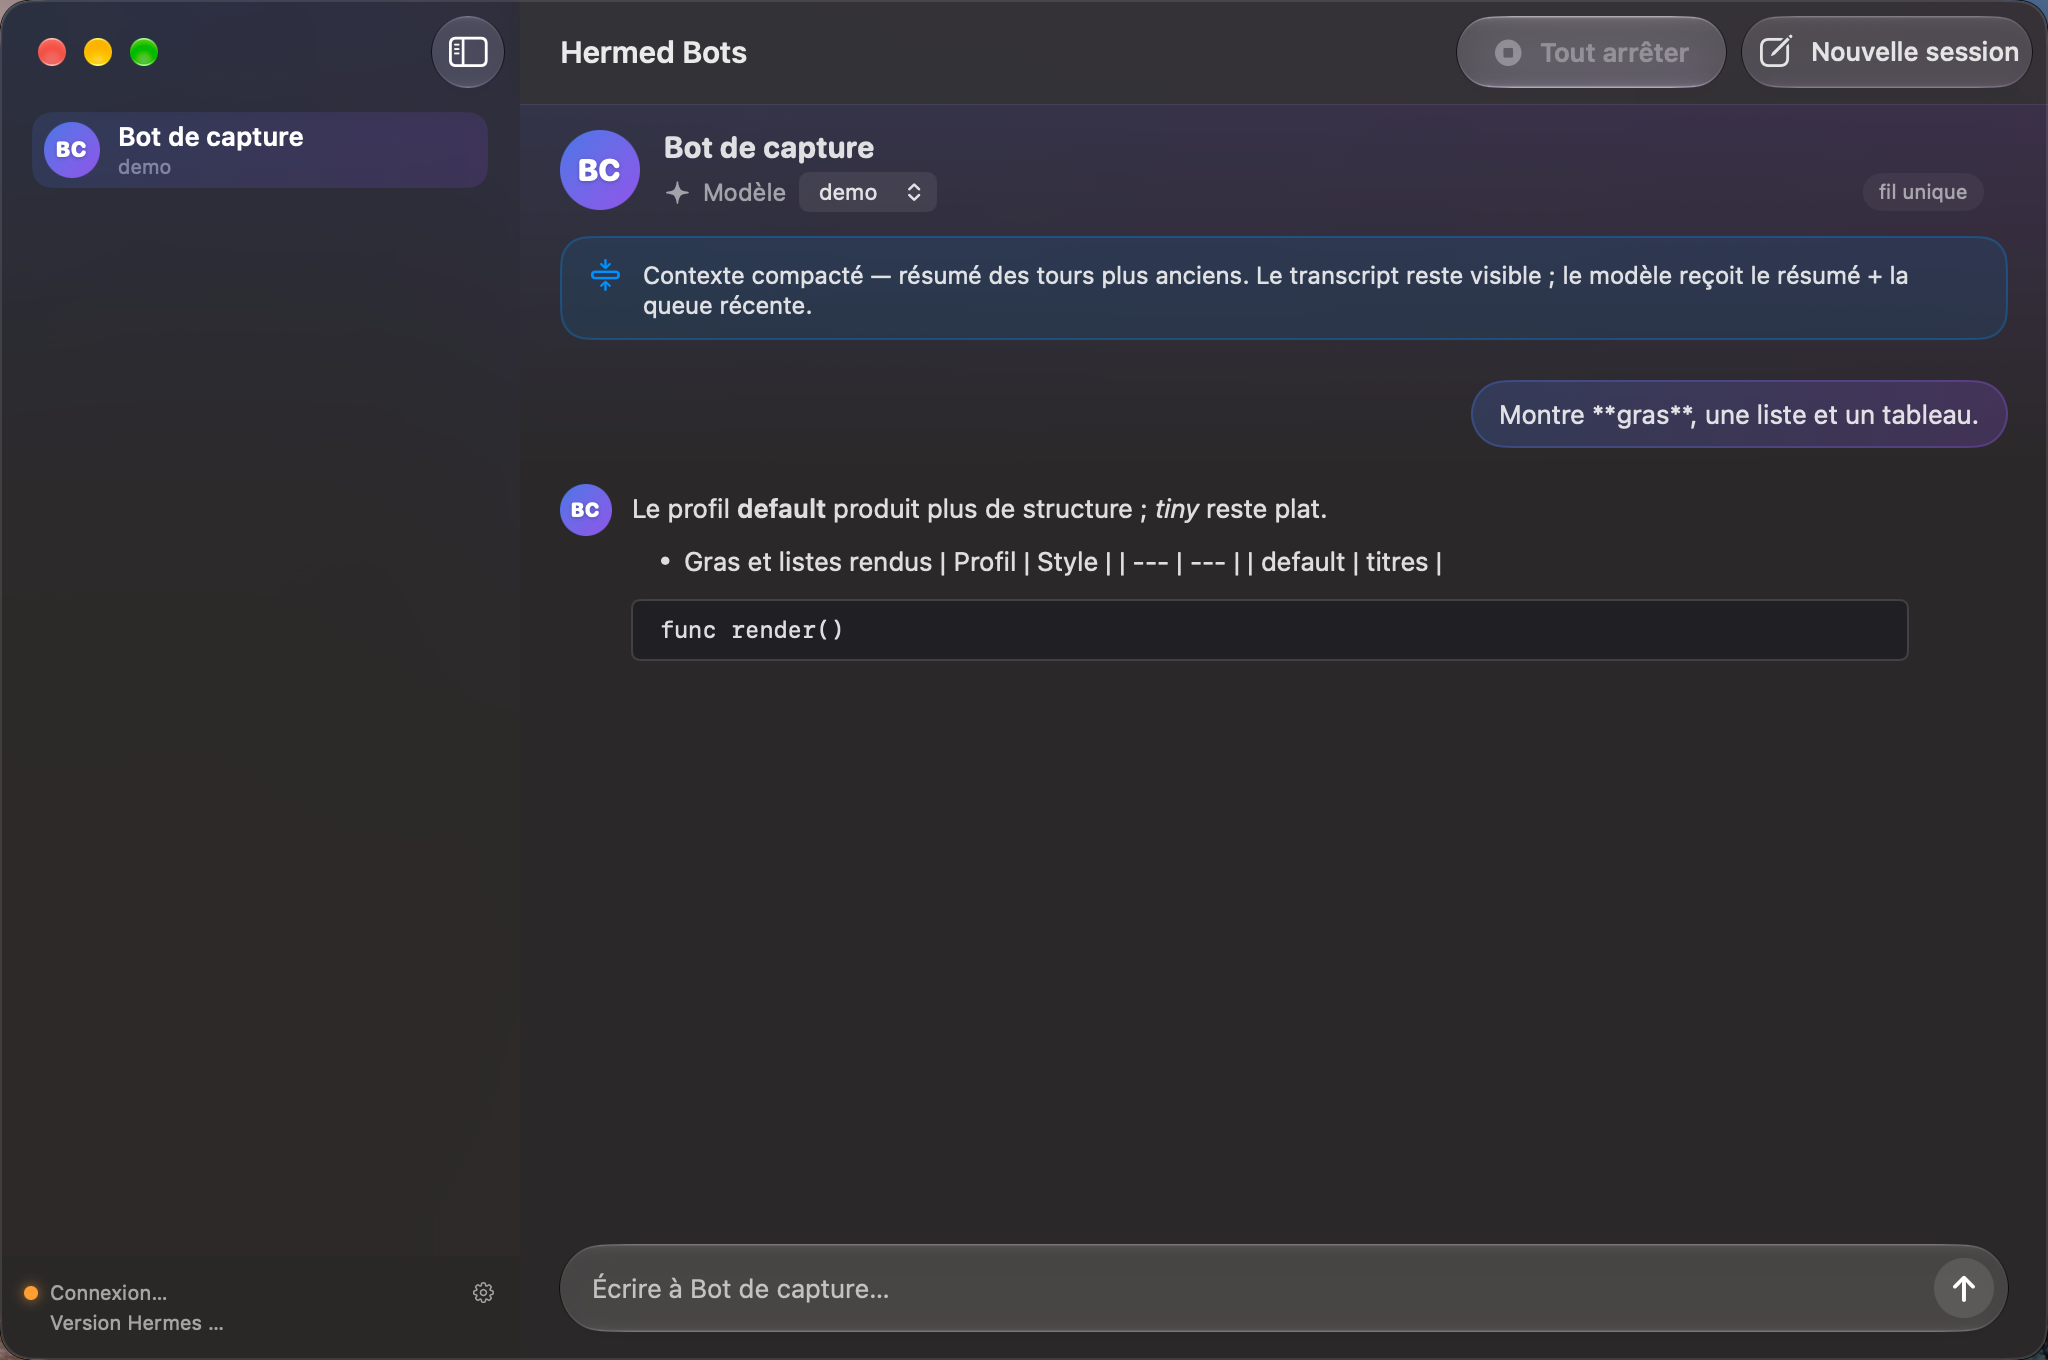 Hermed Bots
Tout arrêter
Nouvelle session
BC
Bot de capture
demo
BC
Bot de capture
Modèle
demo
fil unique
Contexte compacté — résumé des tours plus anciens. Le transcript reste visible ; le modèle reçoit le résumé + la
queue récente.
Montre **gras**, une liste et un tableau.
BC
Le profil default produit plus de structure ; tiny reste plat.
• Gras et listes rendus | Profil | Style | | --- | --- | | default | titres |
func render()
Écrire à Bot de capture...
Connexion...
Version Hermes ...